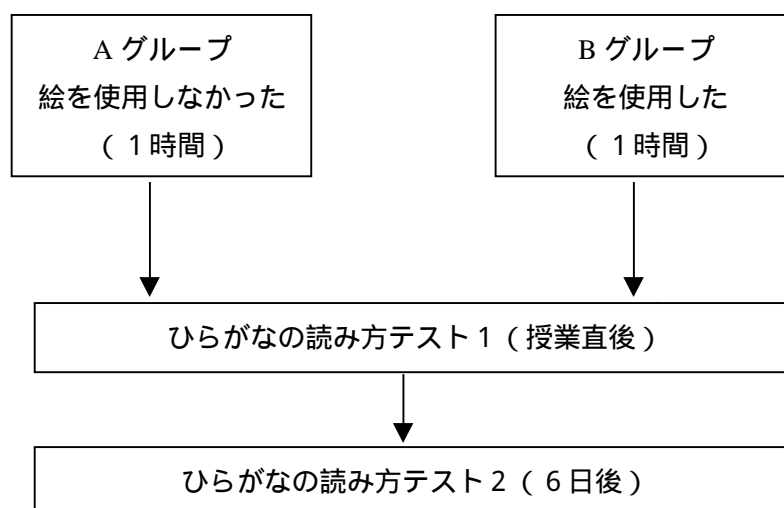 A グループ
絵を使用しなかった
（１時間）
B グループ
絵を使用した
（１時間）
ひらがなの読み方テスト１（授業直後）
ひらがなの読み方テスト２（６日後）